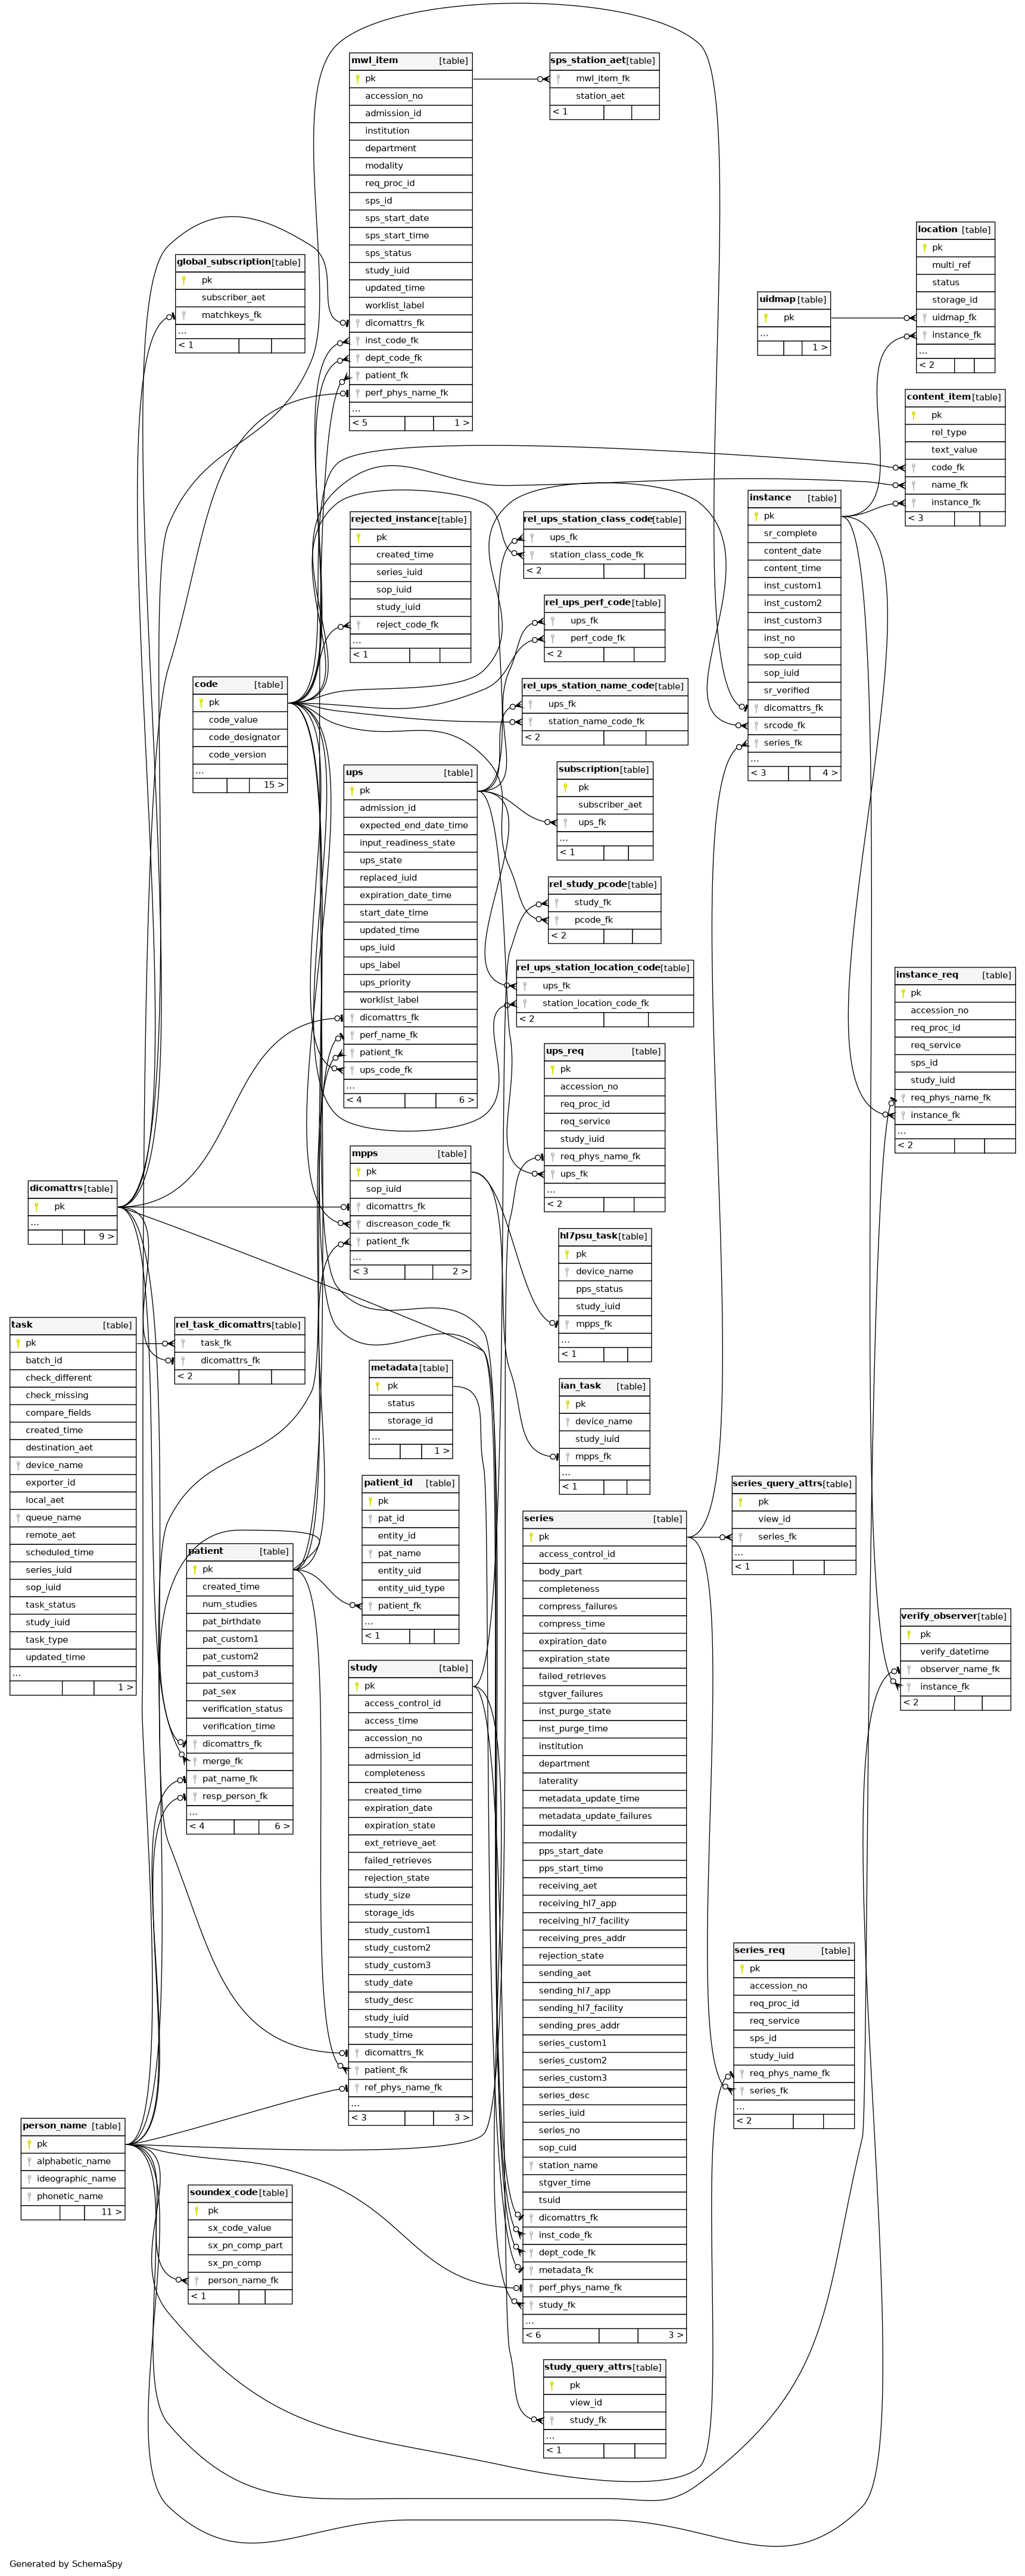 mwl_item [table]
pk
accession_no
admission_id
institution
department
modality
req_proc_id
sps_id
sps_start_date
sps_start_time
sps_status
study_iuid
updated_time
worklist_label
dicomattrs_fk
inst_code_fk
dept_code_fk
patient_fk
perf_phys_name_fk
...
< 5 1 >
sps_station_aet [table]
mwl_item_fk
station_aet
< 1
global_subscription [table]
pk
subscriber_aet
matchkeys_fk
...
< 1
location [table]
pk
multi_ref
status
storage_id
uidmap_fk
instance_fk
...
< 2
uidmap [table]
pk
...
1 >
content_item [table]
pk
rel_type
text_value
code_fk
name_fk
instance_fk
< 3
instance [table]
pk
sr_complete
content_date
content_time
inst_custom1
inst_custom2
inst_custom3
inst_no
sop_cuid
sop_iuid
sr_verified
dicomattrs_fk
srcode_fk
series_fk
...
< 3 4 >
rejected_instance [table]
pk
created_time
series_iuid
sop_iuid
study_iuid
reject_code_fk
...
< 1
rel_ups_station_class_code [table]
ups_fk
station_class_code_fk
< 2
rel_ups_perf_code [table]
ups_fk
perf_code_fk
< 2
code [table]
pk
code_value
code_designator
code_version
...
15 >
rel_ups_station_name_code [table]
ups_fk
station_name_code_fk
< 2
ups [table]
pk
admission_id
expected_end_date_time
input_readiness_state
ups_state
replaced_iuid
expiration_date_time
start_date_time
updated_time
ups_iuid
ups_label
ups_priority
worklist_label
dicomattrs_fk
perf_name_fk
patient_fk
ups_code_fk
...
< 4 6 >
subscription [table]
pk
subscriber_aet
ups_fk
...
< 1
rel_study_pcode [table]
study_fk
pcode_fk
< 2
rel_ups_station_location_code [table]
ups_fk
station_location_code_fk
< 2
instance_req [table]
pk
accession_no
req_proc_id
req_service
sps_id
study_iuid
req_phys_name_fk
instance_fk
...
< 2
ups_req [table]
pk
accession_no
req_proc_id
req_service
study_iuid
req_phys_name_fk
ups_fk
...
< 2
mpps [table]
pk
sop_iuid
dicomattrs_fk
discreason_code_fk
patient_fk
...
< 3 2 >
dicomattrs [table]
pk
...
9 >
hl7psu_task [table]
pk
device_name
pps_status
study_iuid
mpps_fk
...
< 1
task [table]
pk
batch_id
check_different
check_missing
compare_fields
created_time
destination_aet
device_name
exporter_id
local_aet
queue_name
remote_aet
scheduled_time
series_iuid
sop_iuid
task_status
study_iuid
task_type
updated_time
...
1 >
rel_task_dicomattrs [table]
task_fk
dicomattrs_fk
< 2
metadata [table]
pk
status
storage_id
...
1 >
ian_task [table]
pk
device_name
study_iuid
mpps_fk
...
< 1
patient_id [table]
pk
pat_id
entity_id
pat_name
entity_uid
entity_uid_type
patient_fk
...
< 1
series_query_attrs [table]
pk
view_id
series_fk
...
< 1
series [table]
pk
access_control_id
body_part
completeness
compress_failures
compress_time
expiration_date
expiration_state
failed_retrieves
stgver_failures
inst_purge_state
inst_purge_time
institution
department
laterality
metadata_update_time
metadata_update_failures
modality
pps_start_date
pps_start_time
receiving_aet
receiving_hl7_app
receiving_hl7_facility
receiving_pres_addr
rejection_state
sending_aet
sending_hl7_app
sending_hl7_facility
sending_pres_addr
series_custom1
series_custom2
series_custom3
series_desc
series_iuid
series_no
sop_cuid
station_name
stgver_time
tsuid
dicomattrs_fk
inst_code_fk
dept_code_fk
metadata_fk
perf_phys_name_fk
study_fk
...
< 6 3 >
patient [table]
pk
created_time
num_studies
pat_birthdate
pat_custom1
pat_custom2
pat_custom3
pat_sex
verification_status
verification_time
dicomattrs_fk
merge_fk
pat_name_fk
resp_person_fk
...
< 4 6 >
verify_observer [table]
pk
verify_datetime
observer_name_fk
instance_fk
< 2
study [table]
pk
access_control_id
access_time
accession_no
admission_id
completeness
created_time
expiration_date
expiration_state
ext_retrieve_aet
failed_retrieves
rejection_state
study_size
storage_ids
study_custom1
study_custom2
study_custom3
study_date
study_desc
study_iuid
study_time
dicomattrs_fk
patient_fk
ref_phys_name_fk
...
< 3 3 >
series_req [table]
pk
accession_no
req_proc_id
req_service
sps_id
study_iuid
req_phys_name_fk
series_fk
...
< 2
person_name [table]
pk
alphabetic_name
ideographic_name
phonetic_name
11 >
soundex_code [table]
pk
sx_code_value
sx_pn_comp_part
sx_pn_comp
person_name_fk
< 1
study_query_attrs [table]
pk
view_id
study_fk
...
< 1
Generated by SchemaSpy